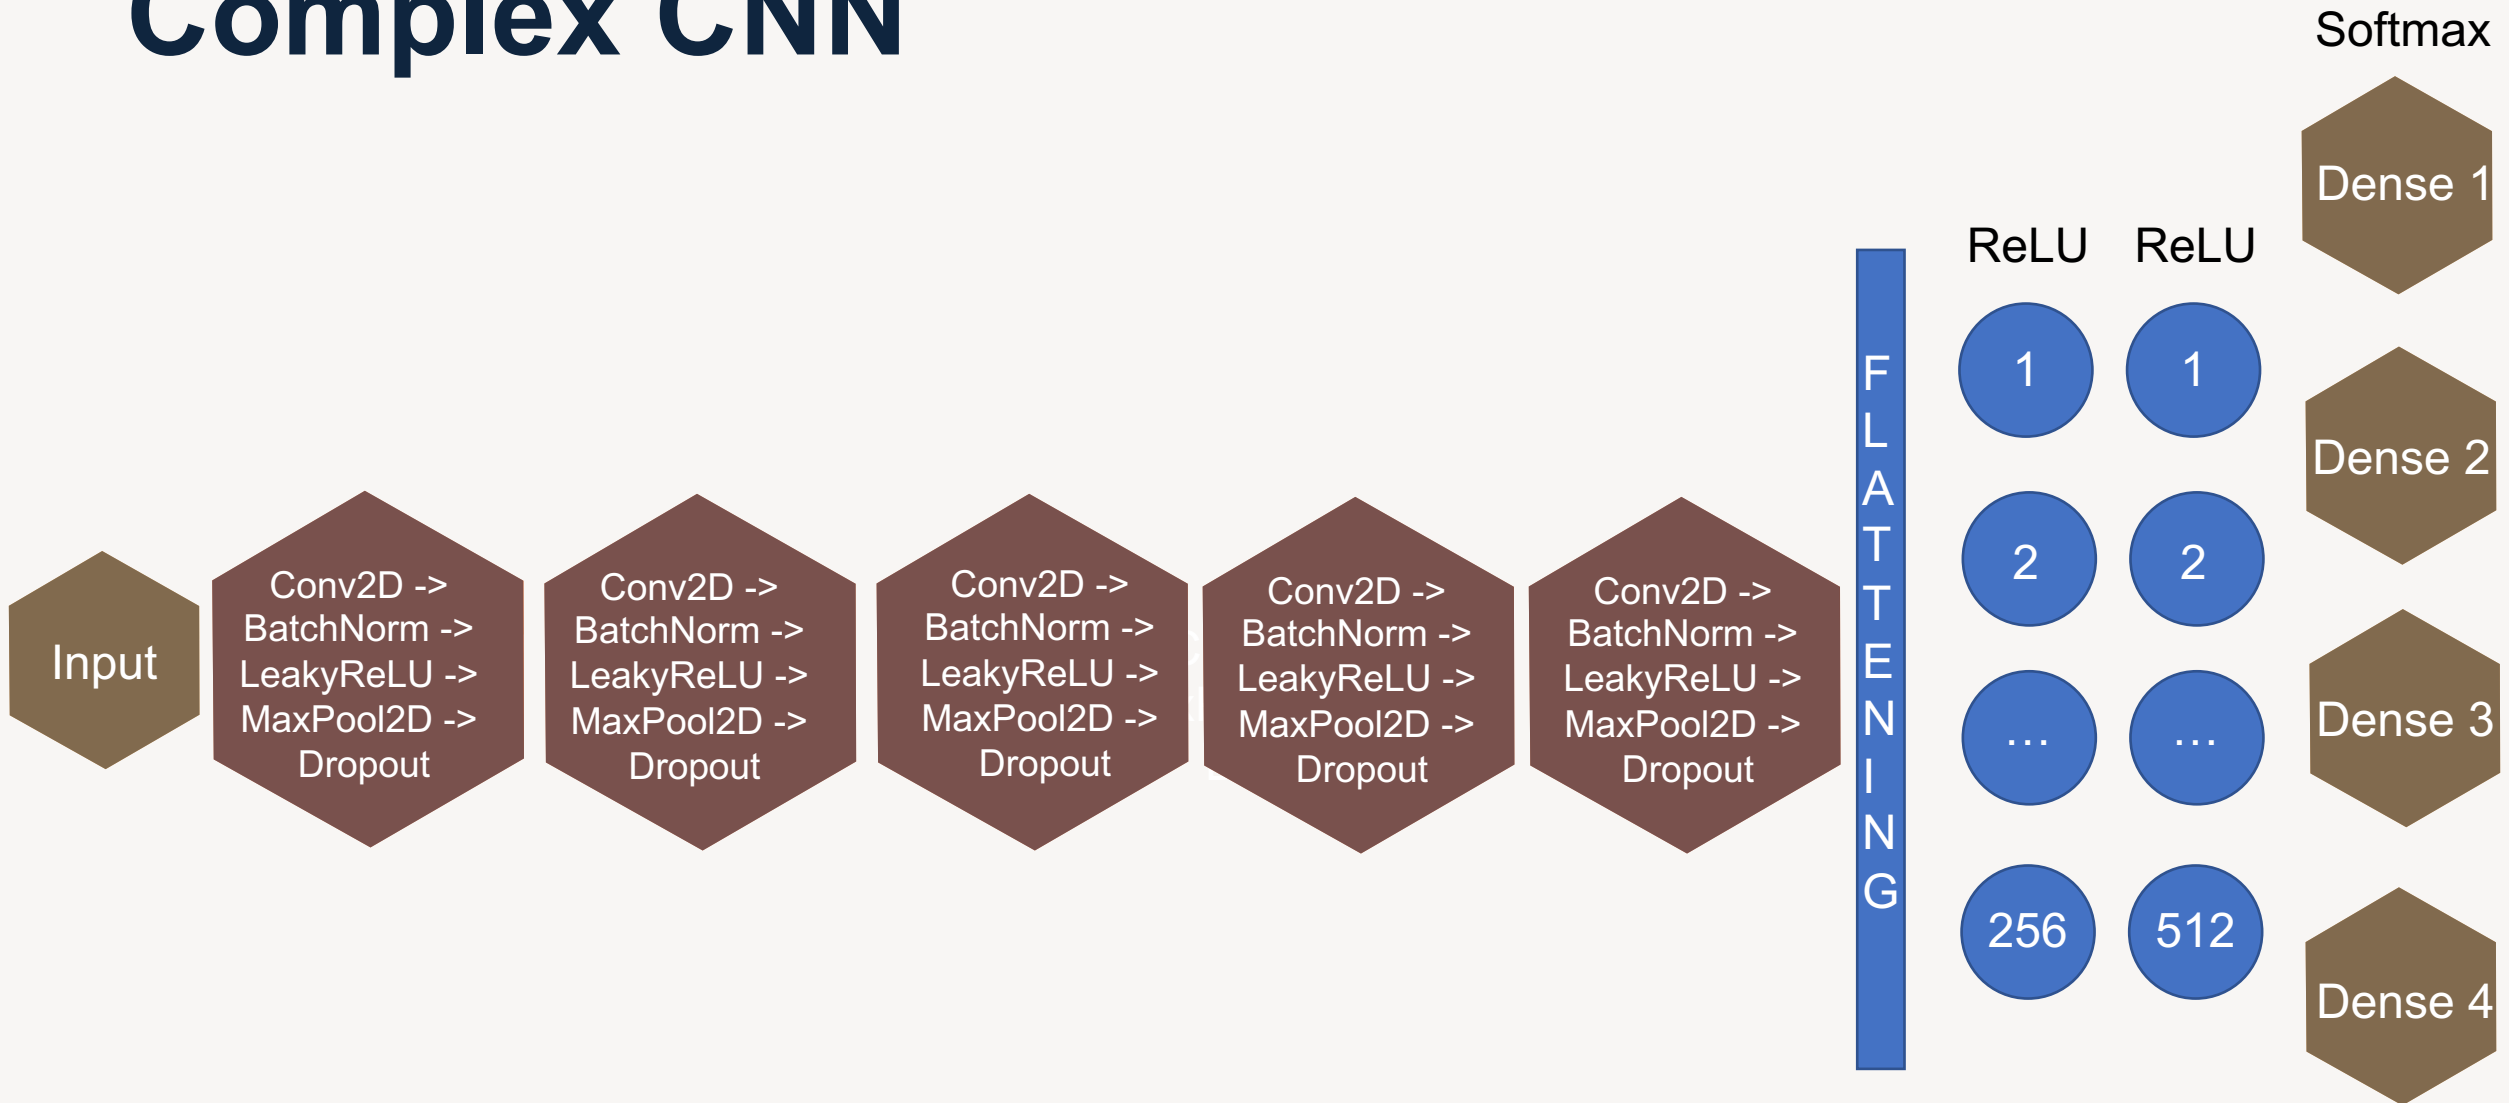 Complex CNN
Input
Conv2D ->
BatchNorm ->
LeakyReLU ->
MaxPool2D ->
Dropout
Conv2D ->
BatchNorm ->
LeakyReLU ->
MaxPool2D ->
Dropout
Conv2D ->
BatchNorm ->
LeakyReLU ->
MaxPool2D ->
Dropout
Conv2D ->
BatchNorm ->
LeakyReLU ->
MaxPool2D ->
Dropout
Conv2D ->
BatchNorm ->
LeakyReLU ->
MaxPool2D ->
Dropout
F
L
A
T
T
E
N
I
N
G
ReLU
1
2
...
256
ReLU
1
2
...
512
Softmax
Dense 1
Dense 2
Dense 3
Dense 4